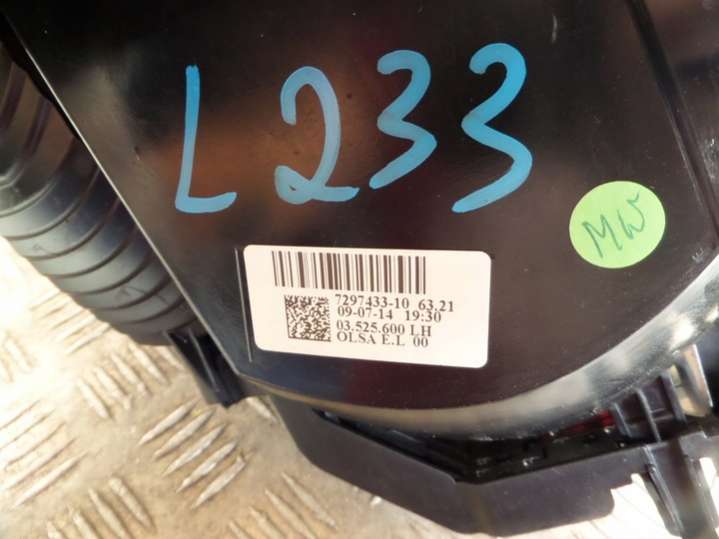 L233
MW
7297433-10 63.21
09-07-14 19:30
03.525.600 LH
OLSA E.L 00